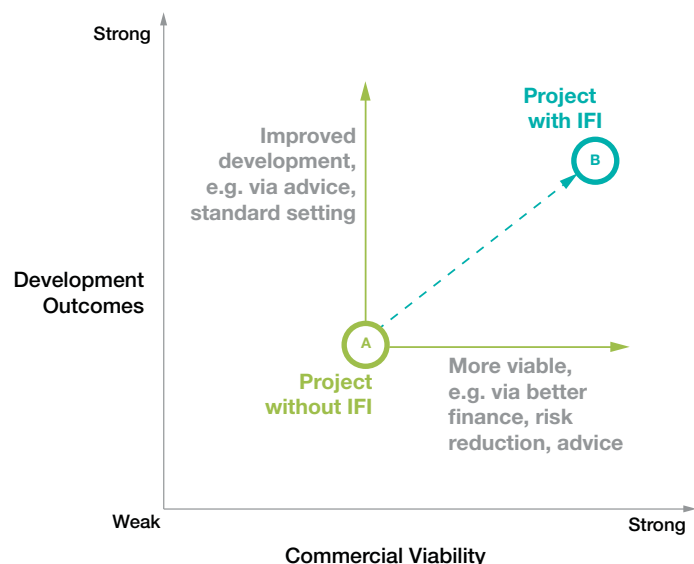 Strong
Project
with IFI
B
Improved
development,
e.g. via advice,
standard setting
Development
Outcomes
A
Project
without IFI
More viable,
e.g. via better
finance, risk
reduction, advice
Weak
Strong
Commercial Viability